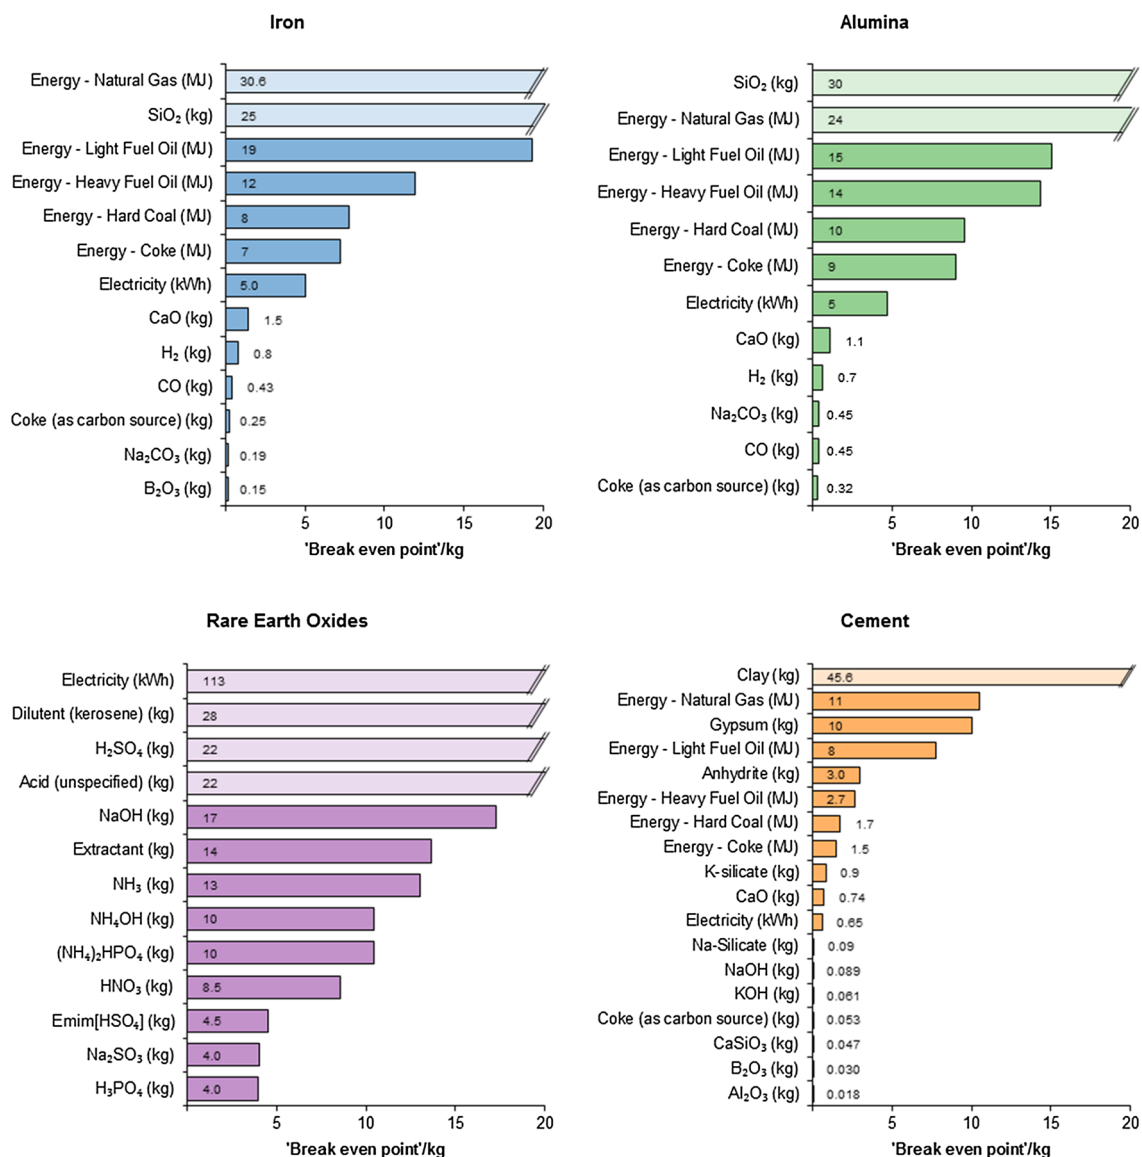 Iron
Energy - Natural Gas (MJ) 30.6
SiO₂ (kg) 25
Energy - Light Fuel Oil (MJ) 19
Energy - Heavy Fuel Oil (MJ) 12
Energy - Hard Coal (MJ) 8
Energy - Coke (MJ) 7
Electricity (kWh) 5.0
CaO (kg) 1.5
H₂ (kg) 0.8
CO (kg) 0.43
Coke (as carbon source) (kg) 0.25
Na₂CO₃ (kg) 0.19
B₂O₃ (kg) 0.15
5 10 15 20
'Break even point'/kg
Alumina
SiO₂ (kg) 30
Energy - Natural Gas (MJ) 24
Energy - Light Fuel Oil (MJ) 15
Energy - Heavy Fuel Oil (MJ) 14
Energy - Hard Coal (MJ) 10
Energy - Coke (MJ) 9
Electricity (kWh) 5
CaO (kg) 1.1
H₂ (kg) 0.7
Na₂CO₃ (kg) 0.45
CO (kg) 0.45
Coke (as carbon source) (kg) 0.32
5 10 15 20
'Break even point'/kg
Rare Earth Oxides
Electricity (kWh) 113
Dilutent (kerosene) (kg) 28
H₂SO₄ (kg) 22
Acid (unspecified) (kg) 22
NaOH (kg) 17
Extractant (kg) 14
NH₃ (kg) 13
NH₄OH (kg) 10
(NH₄)₂HPO₄ (kg) 10
HNO₃ (kg) 8.5
Emim[HSO₄] (kg) 4.5
Na₂SO₃ (kg) 4.0
H₃PO₄ (kg) 4.0
5 10 15 20
'Break even point'/kg
Cement
Clay (kg) 45.6
Energy - Natural Gas (MJ) 11
Gypsum (kg) 10
Energy - Light Fuel Oil (MJ) 8
Anhydrite (kg) 3.0
Energy - Heavy Fuel Oil (MJ) 2.7
Energy - Hard Coal (MJ) 1.7
Energy - Coke (MJ) 1.5
K-silicate (kg) 0.9
CaO (kg) 0.74
Electricity (kWh) 0.65
Na-Silicate (kg) 0.09
NaOH (kg) 0.089
KOH (kg) 0.061
Coke (as carbon source) (kg) 0.053
CaSiO₃ (kg) 0.047
B₂O₃ (kg) 0.030
Al₂O₃ (kg) 0.018
5 10 15 20
'Break even point'/kg